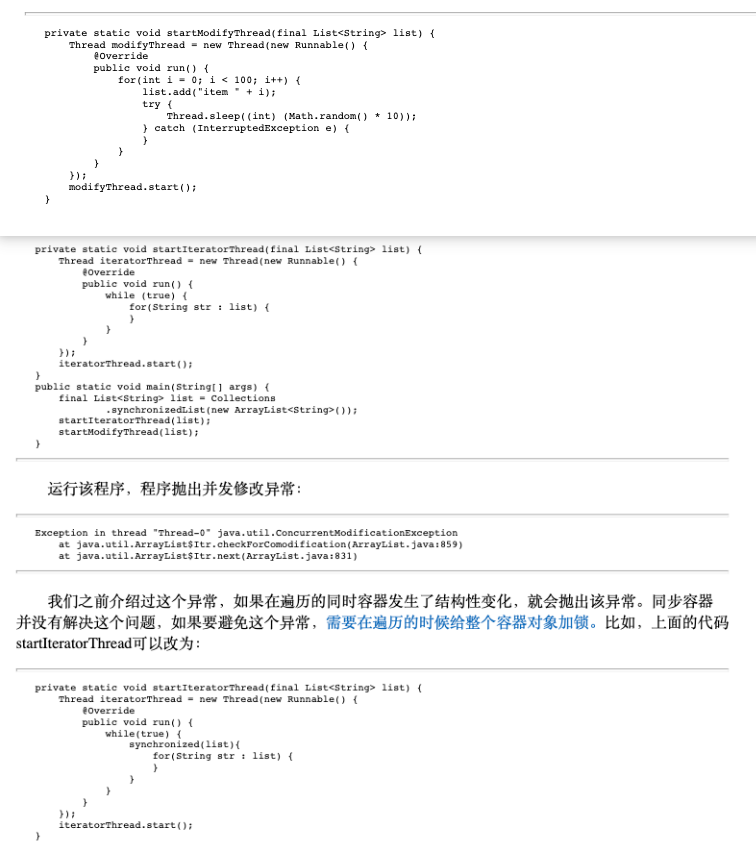 private static void startModifyThread(final List<String> list) {
    Thread modifyThread = new Thread(new Runnable() {
        @Override
        public void run() {
            for(int i = 0; i < 100; i++) {
                list.add("item " + i);
                try {
                    Thread.sleep((int) (Math.random() * 10));
                } catch (InterruptedException e) {
                }
            }
        }
    });
    modifyThread.start();
}
private static void startIteratorThread(final List<String> list) {
    Thread iteratorThread = new Thread(new Runnable() {
        @Override
        public void run() {
            while (true) {
                for(String str : list) {
                }
            }
        }
    });
    iteratorThread.start();
}
public static void main(String[] args) {
    final List<String> list = Collections
            .synchronizedList(new ArrayList<String>());
    startIteratorThread(list);
    startModifyThread(list);
}
运行该程序，程序抛出并发修改异常：
Exception in thread "Thread-0" java.util.ConcurrentModificationException
    at java.util.ArrayList$Itr.checkForComodification(ArrayList.java:859)
    at java.util.ArrayList$Itr.next(ArrayList.java:831)
我们之前介绍过这个异常，如果在遍历的同时容器发生了结构性变化，就会抛出该异常。同步容器
并没有解决这个问题，如果要避免这个异常，需要在遍历的时候给整个容器对象加锁。比如，上面的代码
startIteratorThread可以改为：
private static void startIteratorThread(final List<String> list) {
    Thread iteratorThread = new Thread(new Runnable() {
        @Override
        public void run() {
            while(true) {
                synchronized(list){
                    for(String str : list) {
                    }
                }
            }
        }
    });
    iteratorThread.start();
}